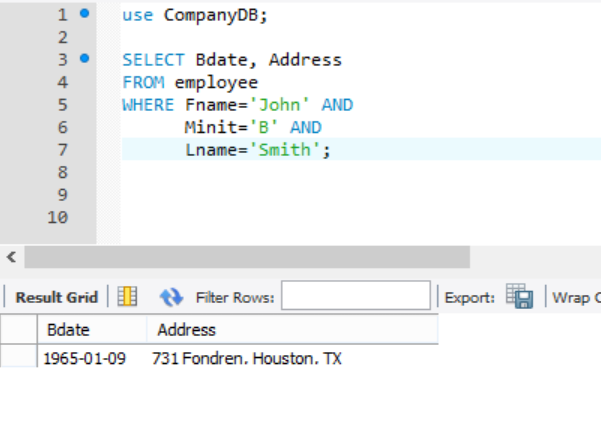 1 use CompanyDB;
2
3 SELECT Bdate, Address
4 FROM employee
5 WHERE Fname='John' AND
6 Minit='B' AND
7 Lname='Smith';
8
9
10
Result Grid Filter Rows: Export: Wrap C
Bdate Address
1965-01-09 731 Fondren, Houston, TX